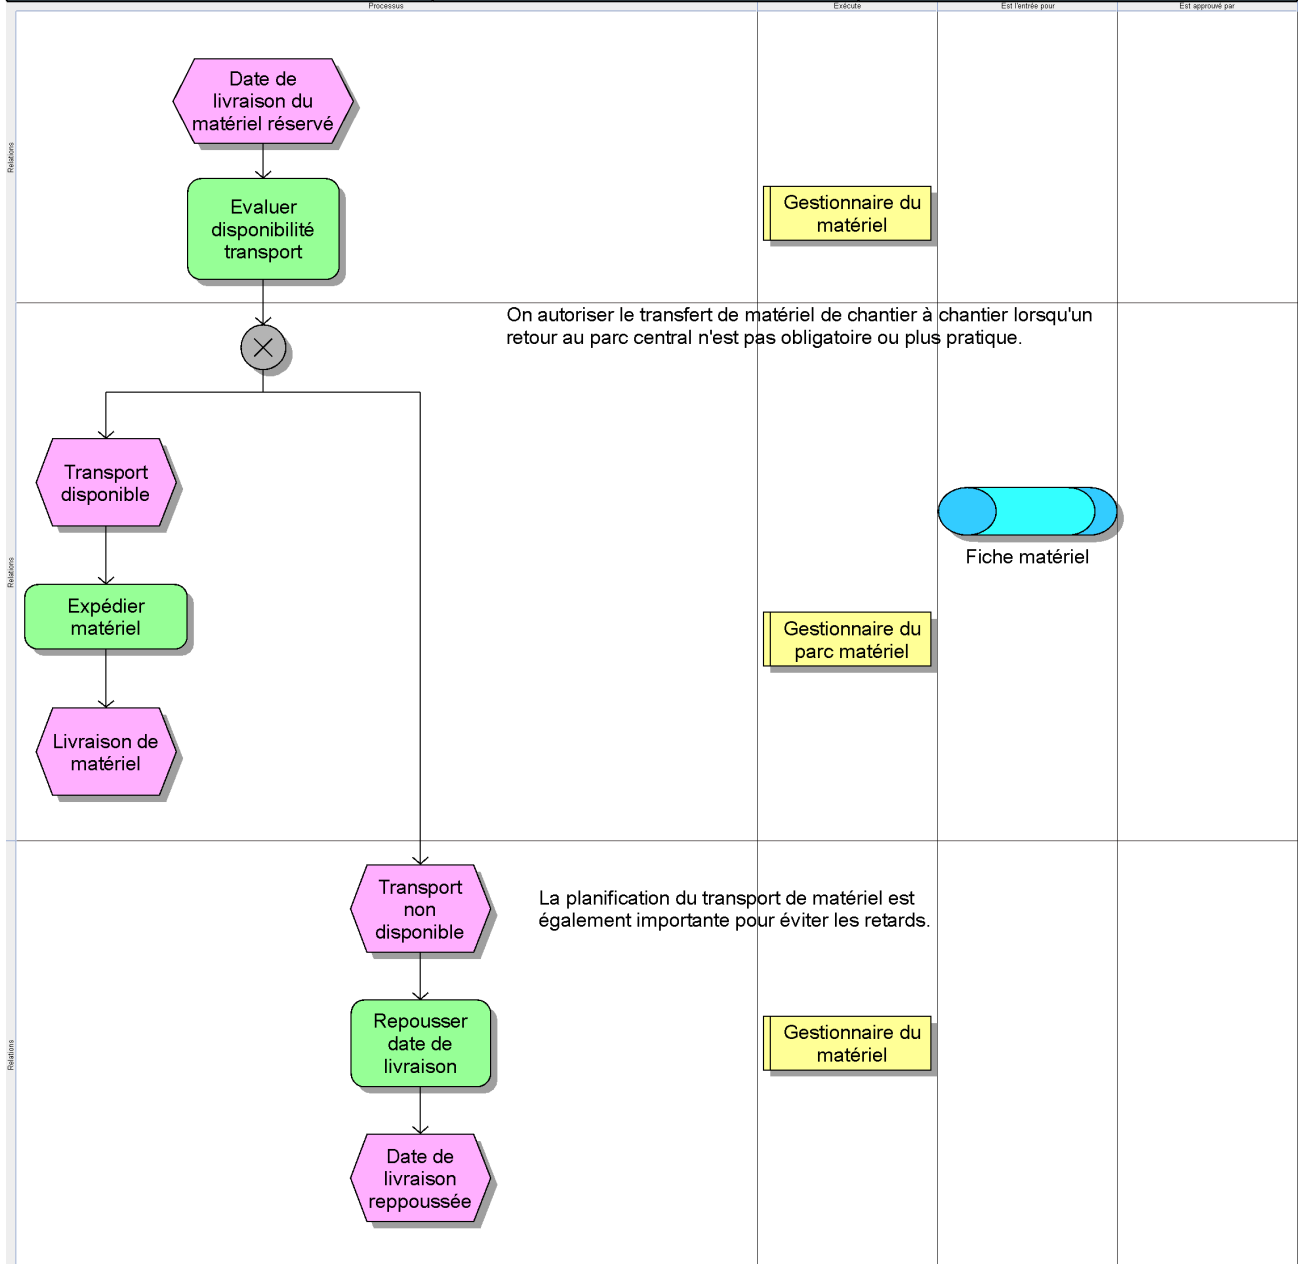 Processus
Exécute
Est l'entrée pour
Est approuvé par
Relations
Date de
livraison du
matériel réservé
Evaluer
disponibilité
transport
Gestionnaire du
matériel
On autoriser le transfert de matériel de chantier à chantier lorsqu'un
retour au parc central n'est pas obligatoire ou plus pratique.
Relations
Transport
disponible
Fiche matériel
Expédier
matériel
Gestionnaire du
parc matériel
Livraison de
matériel
Relations
Transport
non
disponible
La planification du transport de matériel est
également importante pour éviter les retards.
Repousser
date de
livraison
Gestionnaire du
matériel
Date de
livraison
reppoussée